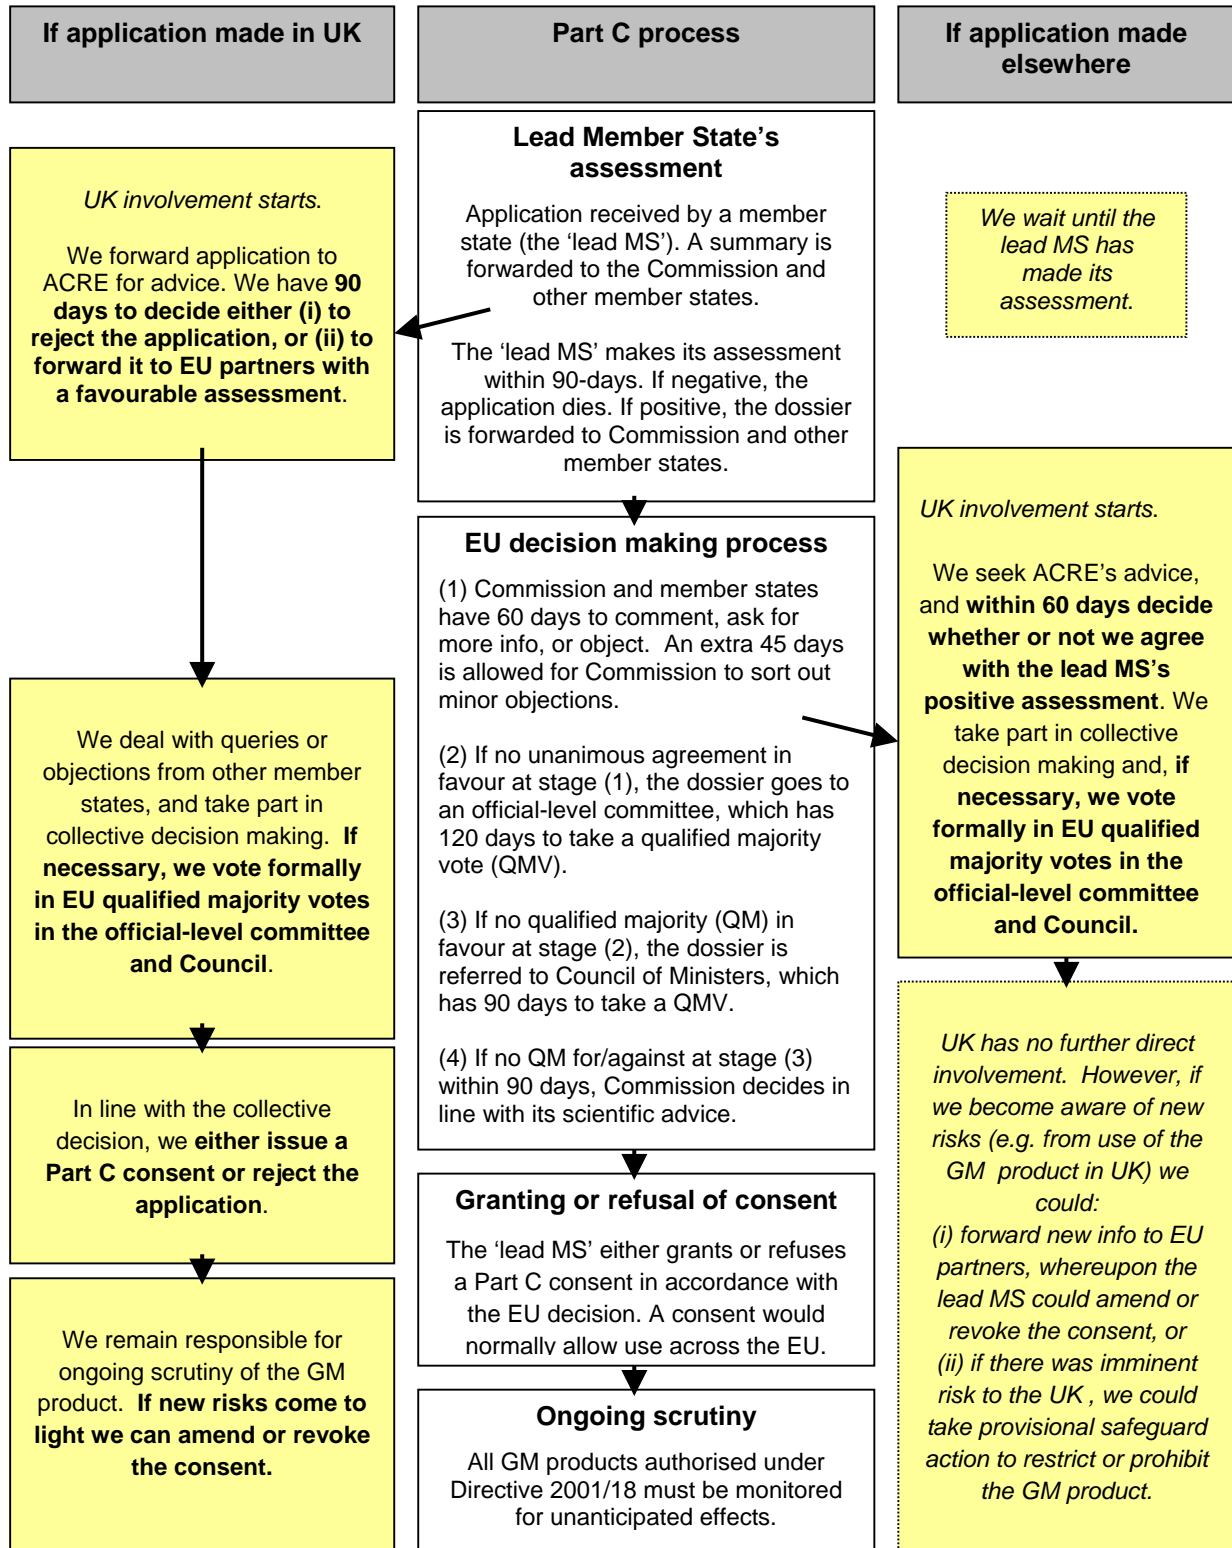 If application made in UK
Part C process
If application made
elsewhere
UK involvement starts.
We forward application to
ACRE for advice. We have 90
days to decide either (i) to
reject the application, or (ii) to
forward it to EU partners with
a favourable assessment.
We deal with queries or
objections from other member
states, and take part in
collective decision making.  If
necessary, we vote formally
in EU qualified majority votes
in the official-level committee
and Council.
In line with the collective
decision, we either issue a
Part C consent or reject the
application.
We remain responsible for
ongoing scrutiny of the GM
product.  If new risks come to
light we can amend or revoke
the consent.
Lead Member State’s
assessment
Application received by a member
state (the ‘lead MS’). A summary is
forwarded to the Commission and
other member states.
The ‘lead MS’ makes its assessment
within 90-days. If negative, the
application dies. If positive, the dossier
is forwarded to Commission and other
member states.
EU decision making process
(1) Commission and member states
have 60 days to comment, ask for
more info, or object.  An extra 45 days
is allowed for Commission to sort out
minor objections.
(2) If no unanimous agreement in
favour at stage (1), the dossier goes to
an official-level committee, which has
120 days to take a qualified majority
vote (QMV).
(3) If no qualified majority (QM) in
favour at stage (2), the dossier is
referred to Council of Ministers, which
has 90 days to take a QMV.
(4) If no QM for/against at stage (3)
within 90 days, Commission decides in
line with its scientific advice.
Granting or refusal of consent
The ‘lead MS’ either grants or refuses
a Part C consent in accordance with
the EU decision. A consent would
normally allow use across the EU.
Ongoing scrutiny
All GM products authorised under
Directive 2001/18 must be monitored
for unanticipated effects.
We wait until the
lead MS has
made its
assessment.
UK involvement starts.
We seek ACRE’s advice,
and within 60 days decide
whether or not we agree
with the lead MS’s
positive assessment. We
take part in collective
decision making and, if
necessary, we vote
formally in EU qualified
majority votes in the
official-level committee
and Council.
UK has no further direct
involvement.  However, if
we become aware of new
risks (e.g. from use of the
GM  product in UK) we
could:
(i) forward new info to EU
partners, whereupon the
lead MS could amend or
revoke the consent, or
(ii) if there was imminent
risk to the UK , we could
take provisional safeguard
action to restrict or prohibit
the GM product.